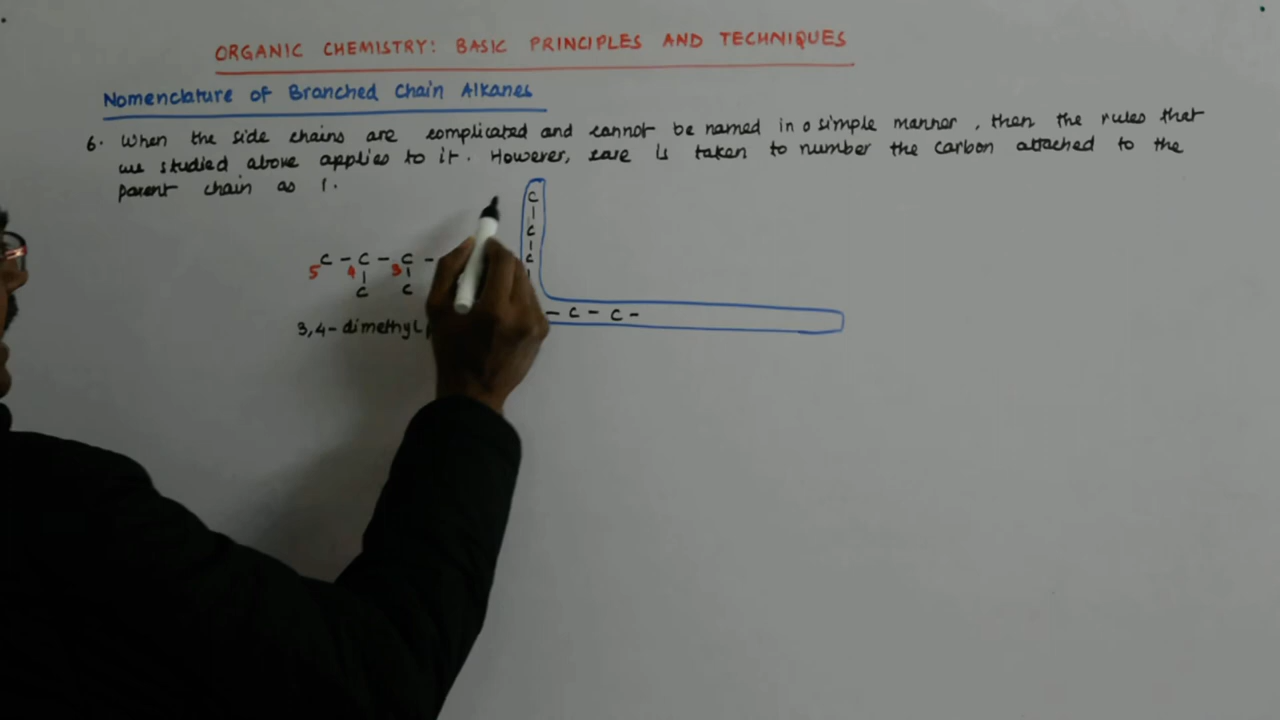 ORGANIC CHEMISTRY: BASIC PRINCIPLES AND TECHNIQUES
Nomenclature of Branched Chain Alkanes
6. When the side chains are complicated and cannot be named in a simple manner, then the rules that
we studied above applies to it. However, care is taken to number the carbon attached to the
parent chain as 1.
C
|
C
|
C
|
C - C - C -
5 4 3
| |
C C
- C - C -
3,4- dimethyl